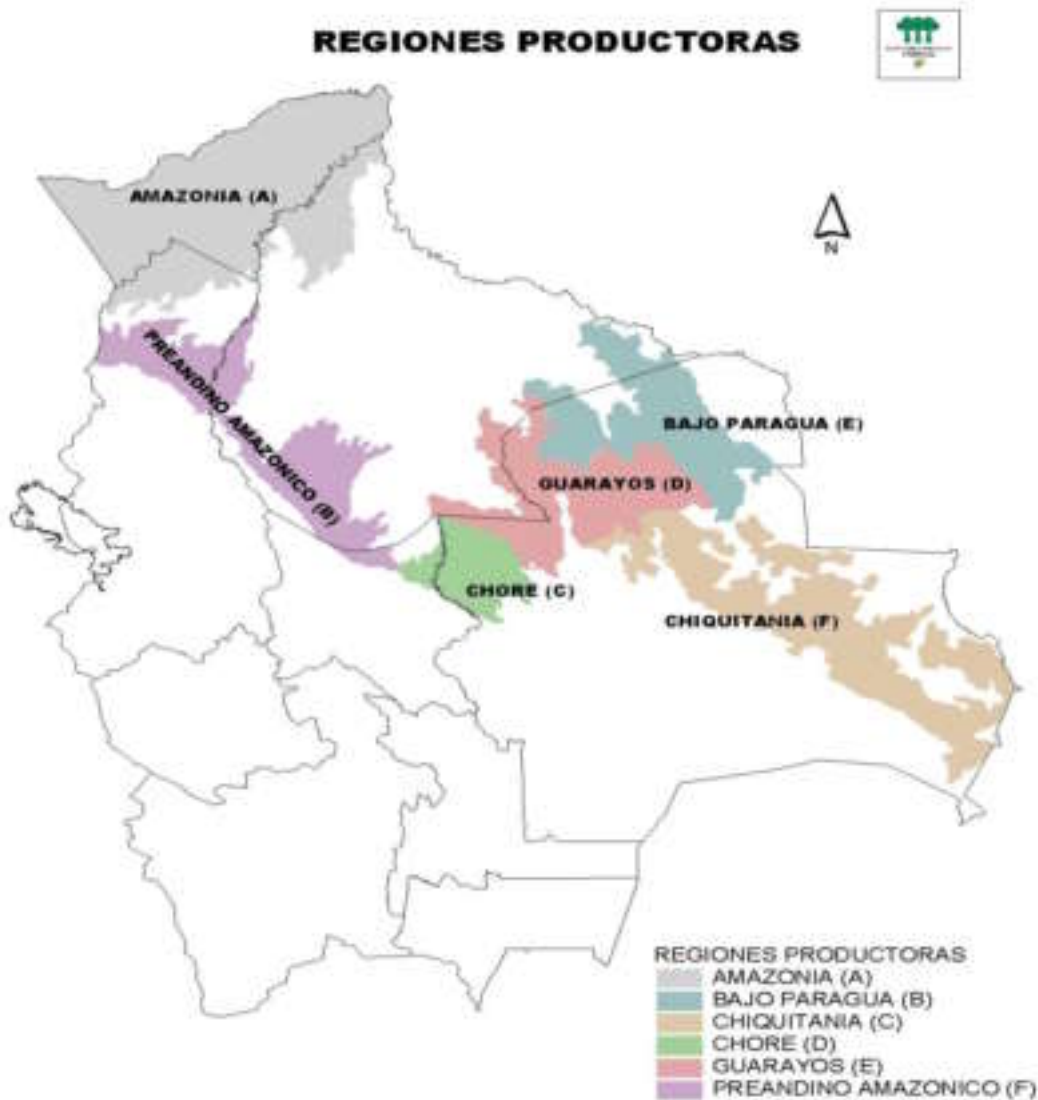 REGIONES PRODUCTORAS
AMAZONIA (A)
N
PREANDINO AMAZONICO (B)
BAJO PARAGUA (E)
GUARAYOS (D)
CHORE (C)
CHIQUITANIA (F)
REGIONES PRODUCTORAS
AMAZONIA (A)
BAJO PARAGUA (B)
CHIQUITANIA (C)
CHORE (D)
GUARAYOS (E)
PREANDINO AMAZONICO (F)